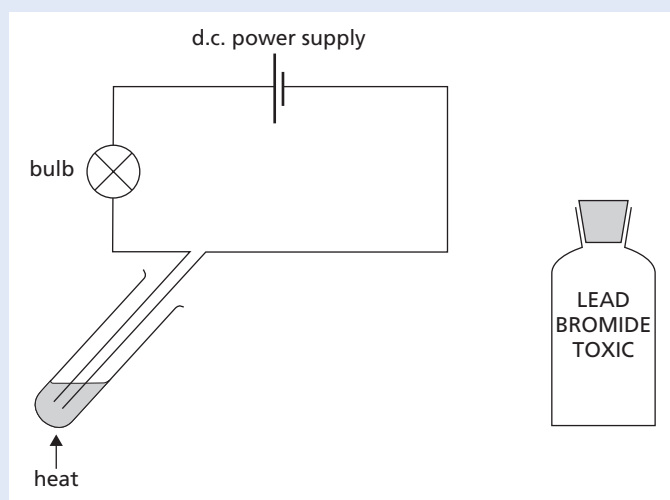 d.c. power supply
bulb
LEAD
BROMIDE
TOXIC
heat